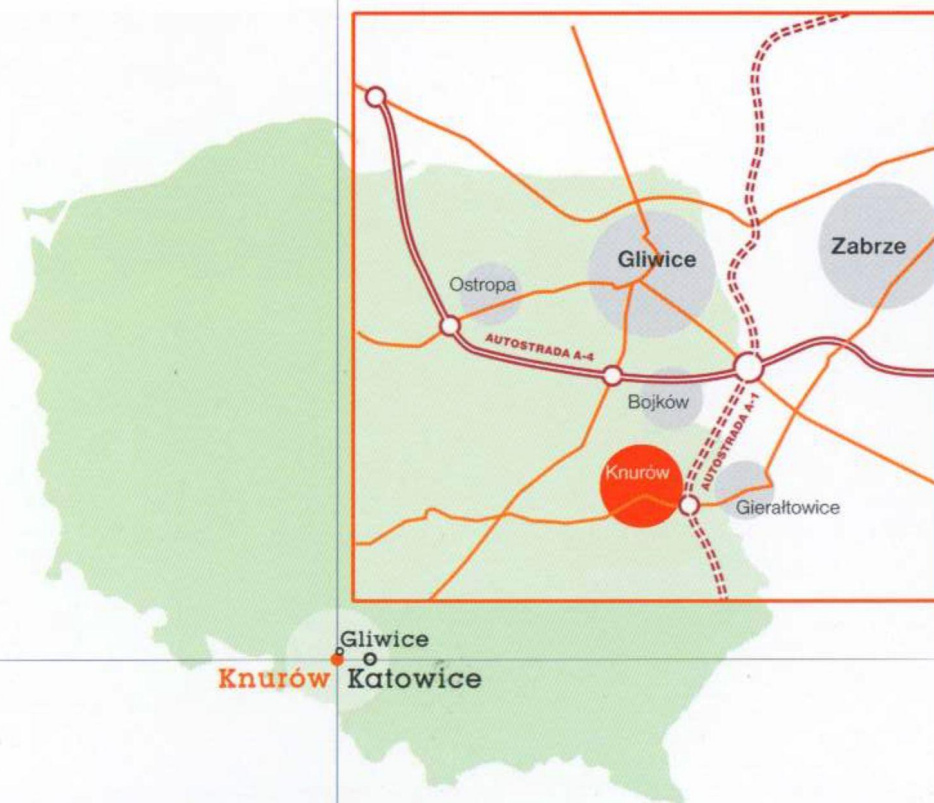 Zabrze
Gliwice
Ostropa
AUTOSTRADA A-4
Bojków
AUTOSTRADA A-1
Knurów
Gierałtowice
Gliwice
Knurów
Katowice